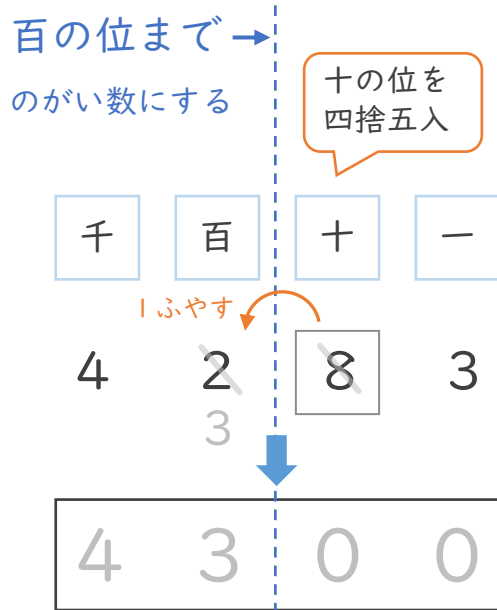 百の位まで
のがい数にする
十の位を
四捨五入
千 百 十 一
1ふやす
4 2 8 3
3
4 3 0 0